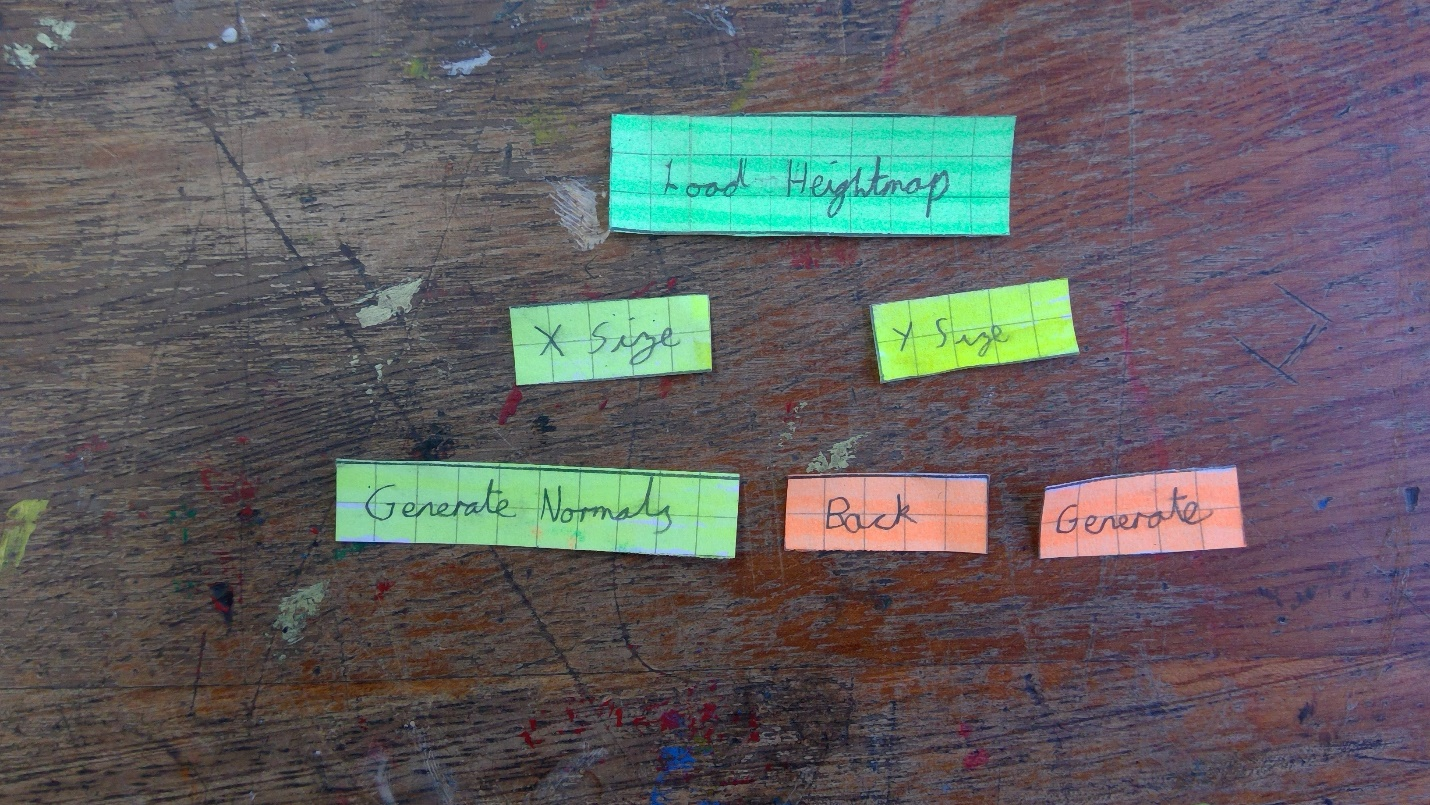 Load Heightmap
X Size
Y Size
Generate Normals
Back
Generate